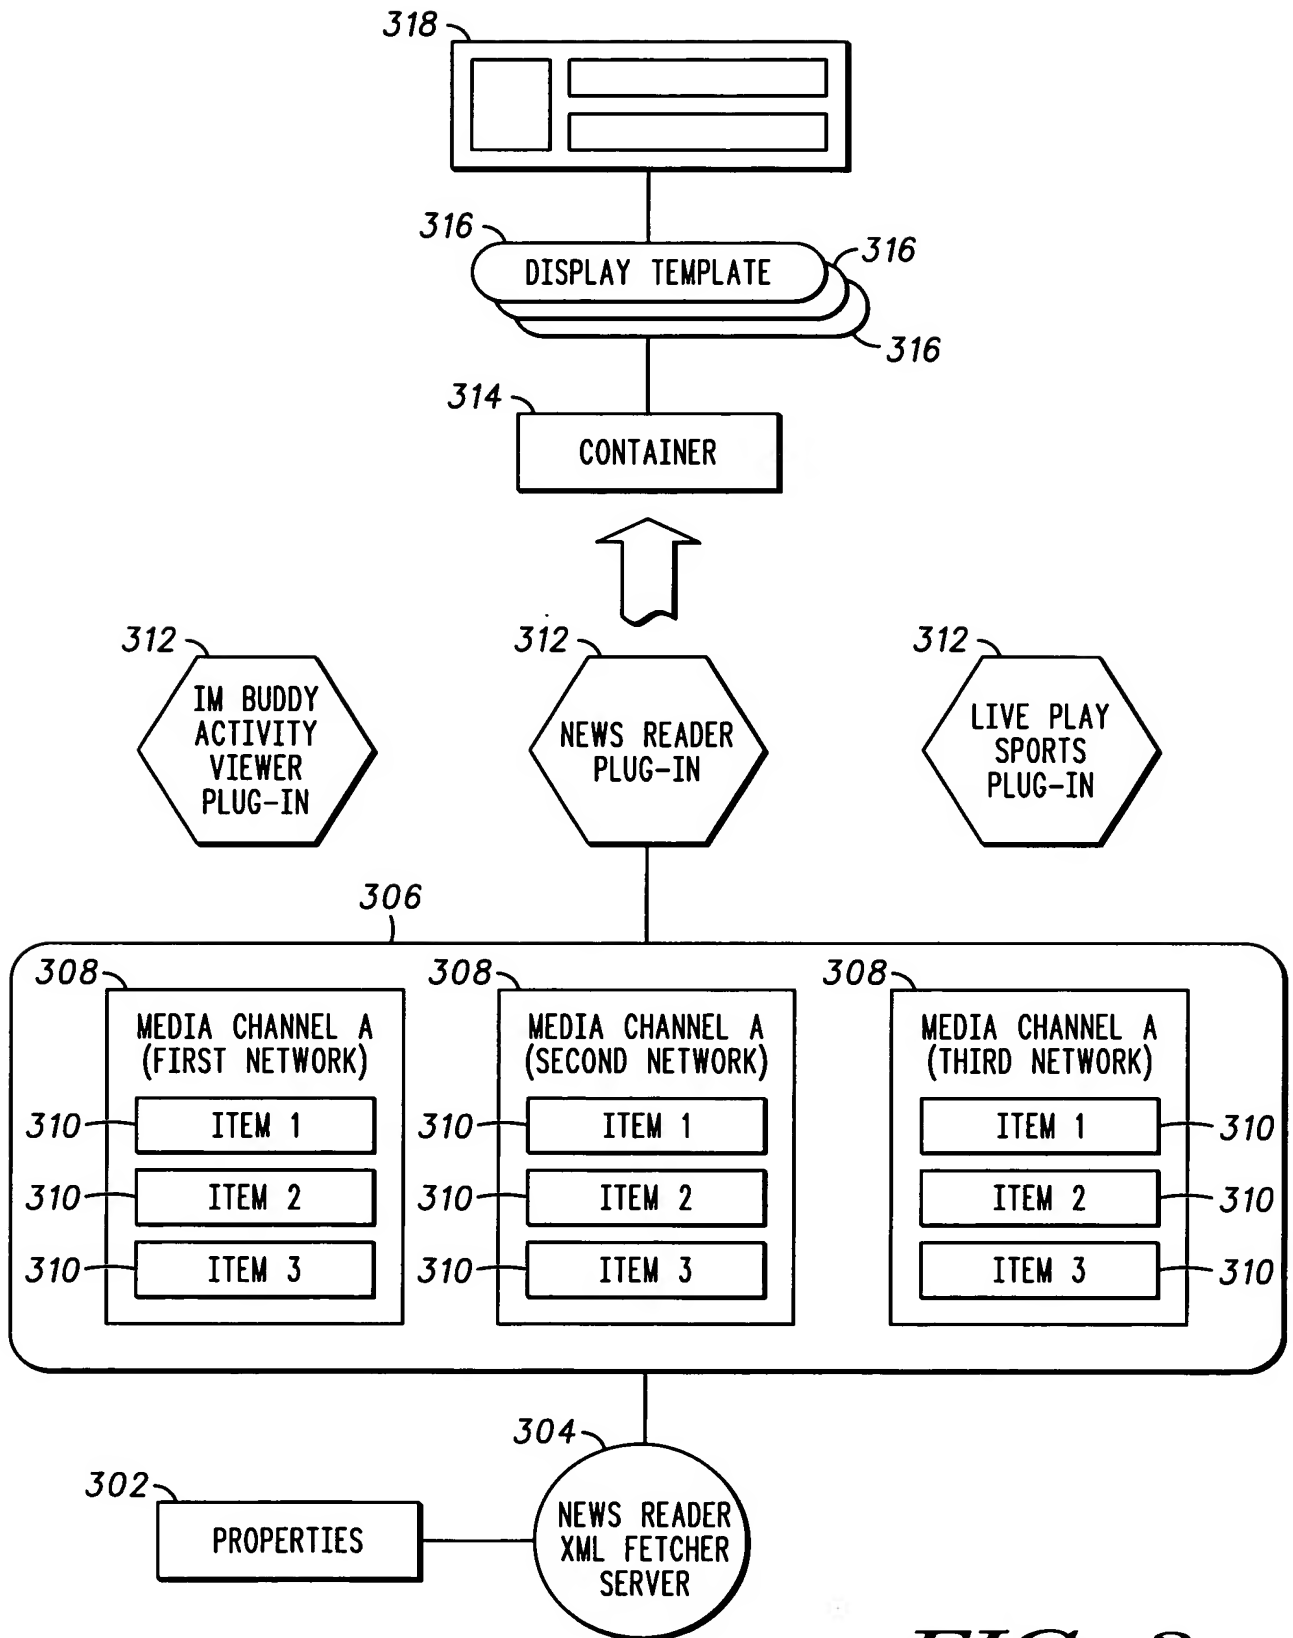 318
316
DISPLAY TEMPLATE
316
316
314
CONTAINER
312
IM BUDDY
ACTIVITY
VIEWER
PLUG-IN
312
NEWS READER
PLUG-IN
312
LIVE PLAY
SPORTS
PLUG-IN
306
308
MEDIA CHANNEL A
(FIRST NETWORK)
310
ITEM 1
310
ITEM 2
310
ITEM 3
308
MEDIA CHANNEL A
(SECOND NETWORK)
310
ITEM 1
310
ITEM 2
310
ITEM 3
308
MEDIA CHANNEL A
(THIRD NETWORK)
ITEM 1
310
ITEM 2
310
ITEM 3
310
304
NEWS READER
XML FETCHER
SERVER
302
PROPERTIES